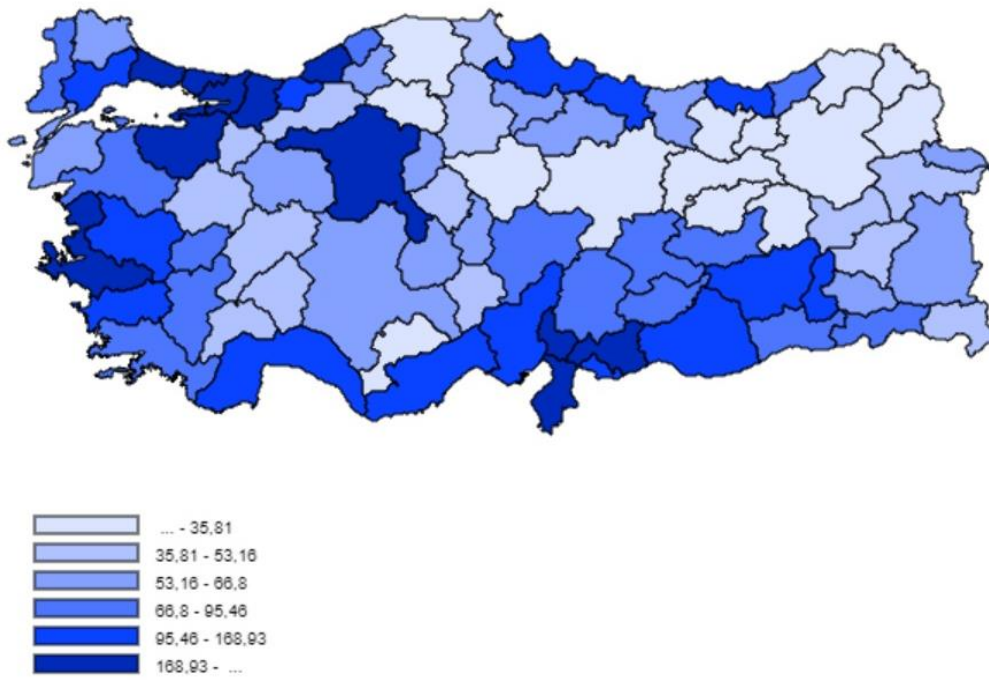 ... - 35,81
35,81 - 53,16
53,16 - 66,8
66,8 - 95,46
95,46 - 168,93
168,93 - ...